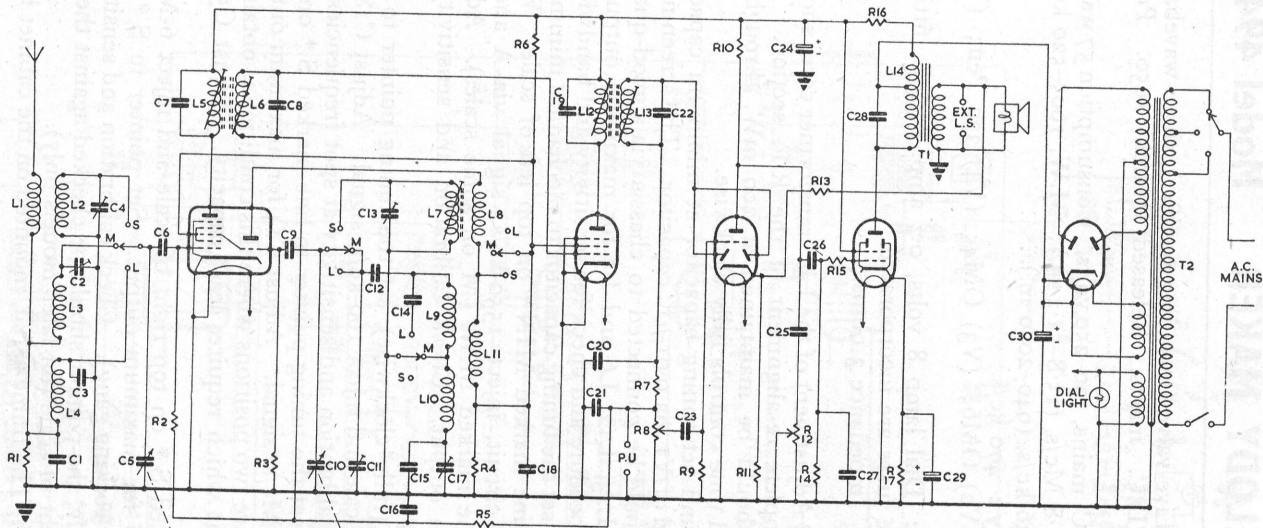 R16
R6
R10
C24
+
-
L14
C7
L5
L6
C8
C19
L12
L13
C22
C28
EXT.
L.S.
T1
L1
L2
C4
S
M
L
C6
C9
S
C13
L7
L8
L
M
S
R13
C26
R15
T2
A.C.
MAINS
C2
L3
M
L
C12
C14
L9
L
M
S
L11
L10
C25
C30
+
-
L4
C3
C20
C21
R7
R8
C23
P.U
DIAL
LIGHT
R1
C1
R2
C5
R3
C10
C11
C15
C17
R4
C18
R9
R11
R
12
R
14
C27
R
17
+
-
C29
C16
R5